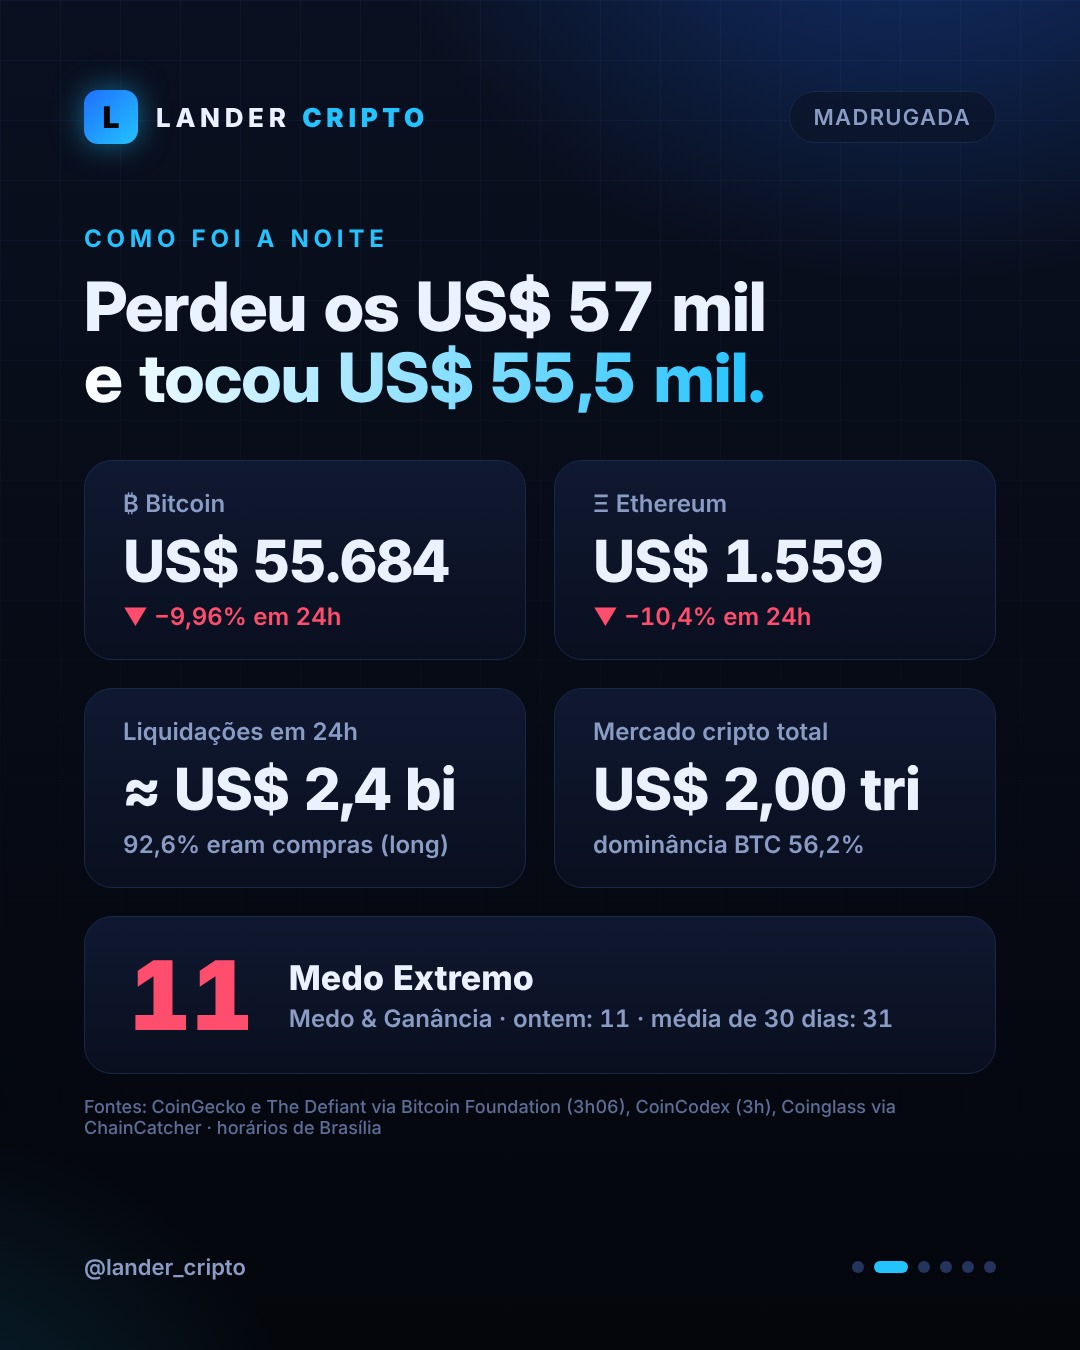 L LANDER CRIPTO
MADRUGADA
COMO FOI A NOITE
Perdeu os US$ 57 mil
e tocou US$ 55,5 mil.
₿ Bitcoin
US$ 55.684
▼ −9,96% em 24h
Ξ Ethereum
US$ 1.559
▼ −10,4% em 24h
Liquidações em 24h
≈ US$ 2,4 bi
92,6% eram compras (long)
Mercado cripto total
US$ 2,00 tri
dominância BTC 56,2%
11
Medo Extremo
Medo & Ganância · ontem: 11 · média de 30 dias: 31
Fontes: CoinGecko e The Defiant via Bitcoin Foundation (3h06), CoinCodex (3h), Coinglass via
ChainCatcher · horários de Brasília
@lander_cripto